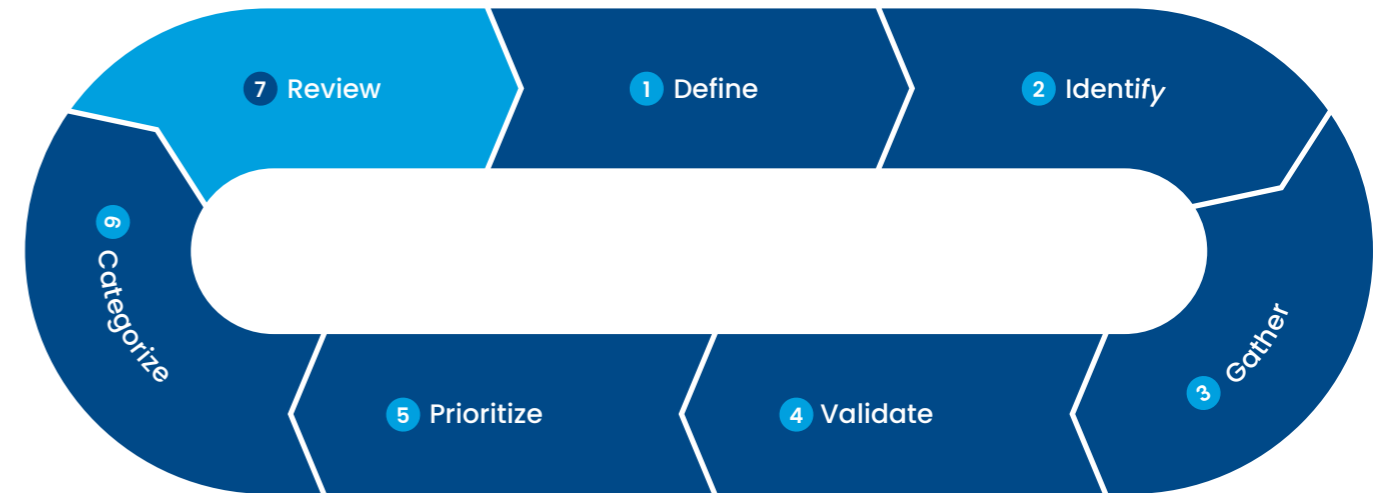 1 Define
2 Identify
3 Gather
4 Validate
5 Prioritize
6 Categorize
7 Review